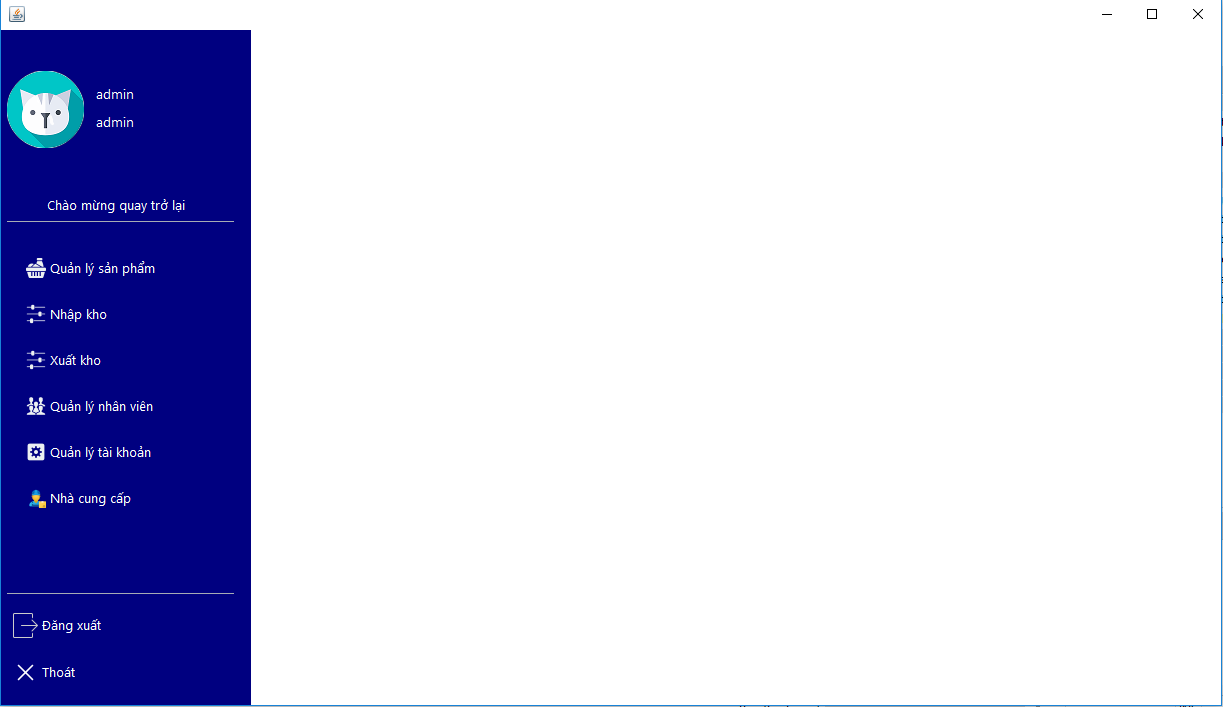 admin
admin
Chào mừng quay trở lại
Quản lý sản phẩm
Nhập kho
Xuất kho
Quản lý nhân viên
Quản lý tài khoản
Nhà cung cấp
Đăng xuất
Thoát